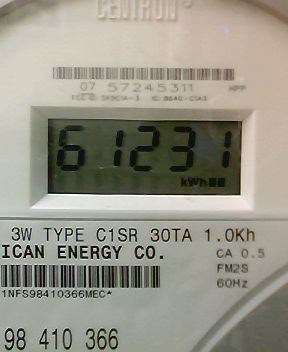 CENTRON®
07 57245311 HPP
61231
kWh
3W TYPE C1SR 30TA 1.0Kh
ICAN ENERGY CO. CA 0.5
FM2S
1NFS98410366MEC* 60Hz
98 410 366